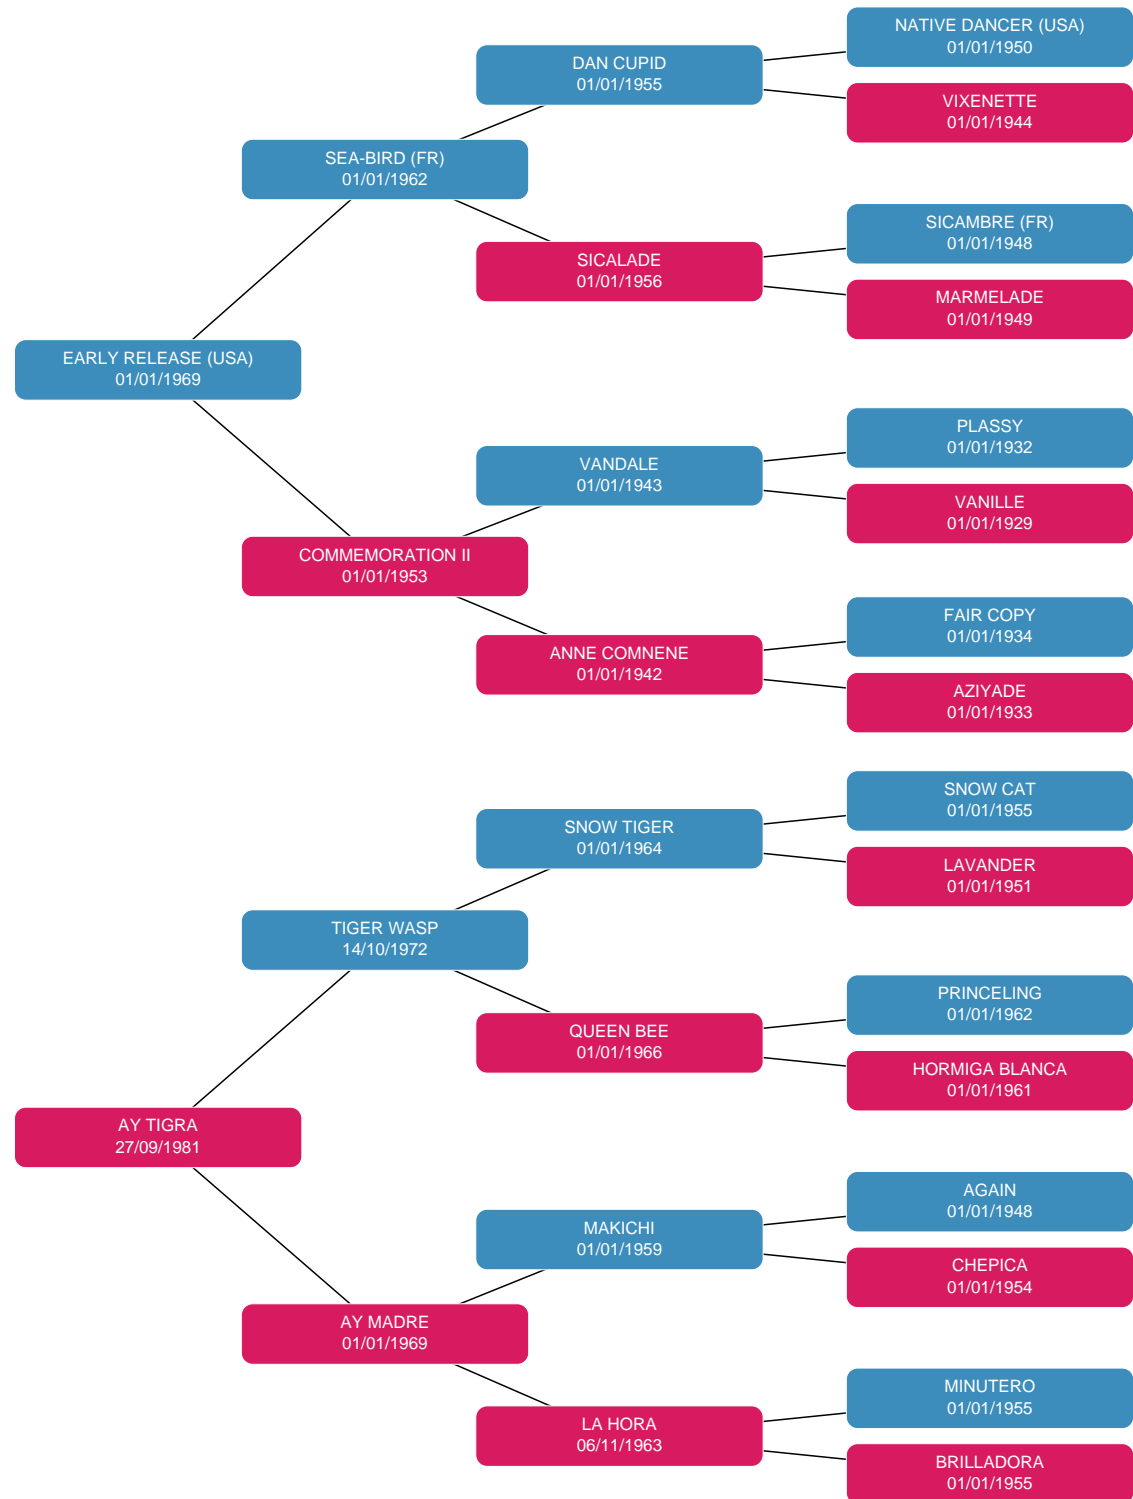 NATIVE DANCER (USA)
01/01/1950
DAN CUPID
01/01/1955
VIXENETTE
01/01/1944
SEA-BIRD (FR)
01/01/1962
SICAMBRE (FR)
01/01/1948
SICALADE
01/01/1956
MARMELADE
01/01/1949
EARLY RELEASE (USA)
01/01/1969
PLASSY
01/01/1932
VANDALE
01/01/1943
VANILLE
01/01/1929
COMMEMORATION II
01/01/1953
FAIR COPY
01/01/1934
ANNE COMNENE
01/01/1942
AZIYADE
01/01/1933
SNOW CAT
01/01/1955
SNOW TIGER
01/01/1964
LAVANDER
01/01/1951
TIGER WASP
14/10/1972
PRINCELING
01/01/1962
QUEEN BEE
01/01/1966
HORMIGA BLANCA
01/01/1961
AY TIGRA
27/09/1981
AGAIN
01/01/1948
MAKICHI
01/01/1959
CHEPICA
01/01/1954
AY MADRE
01/01/1969
MINUTERO
01/01/1955
LA HORA
06/11/1963
BRILLADORA
01/01/1955